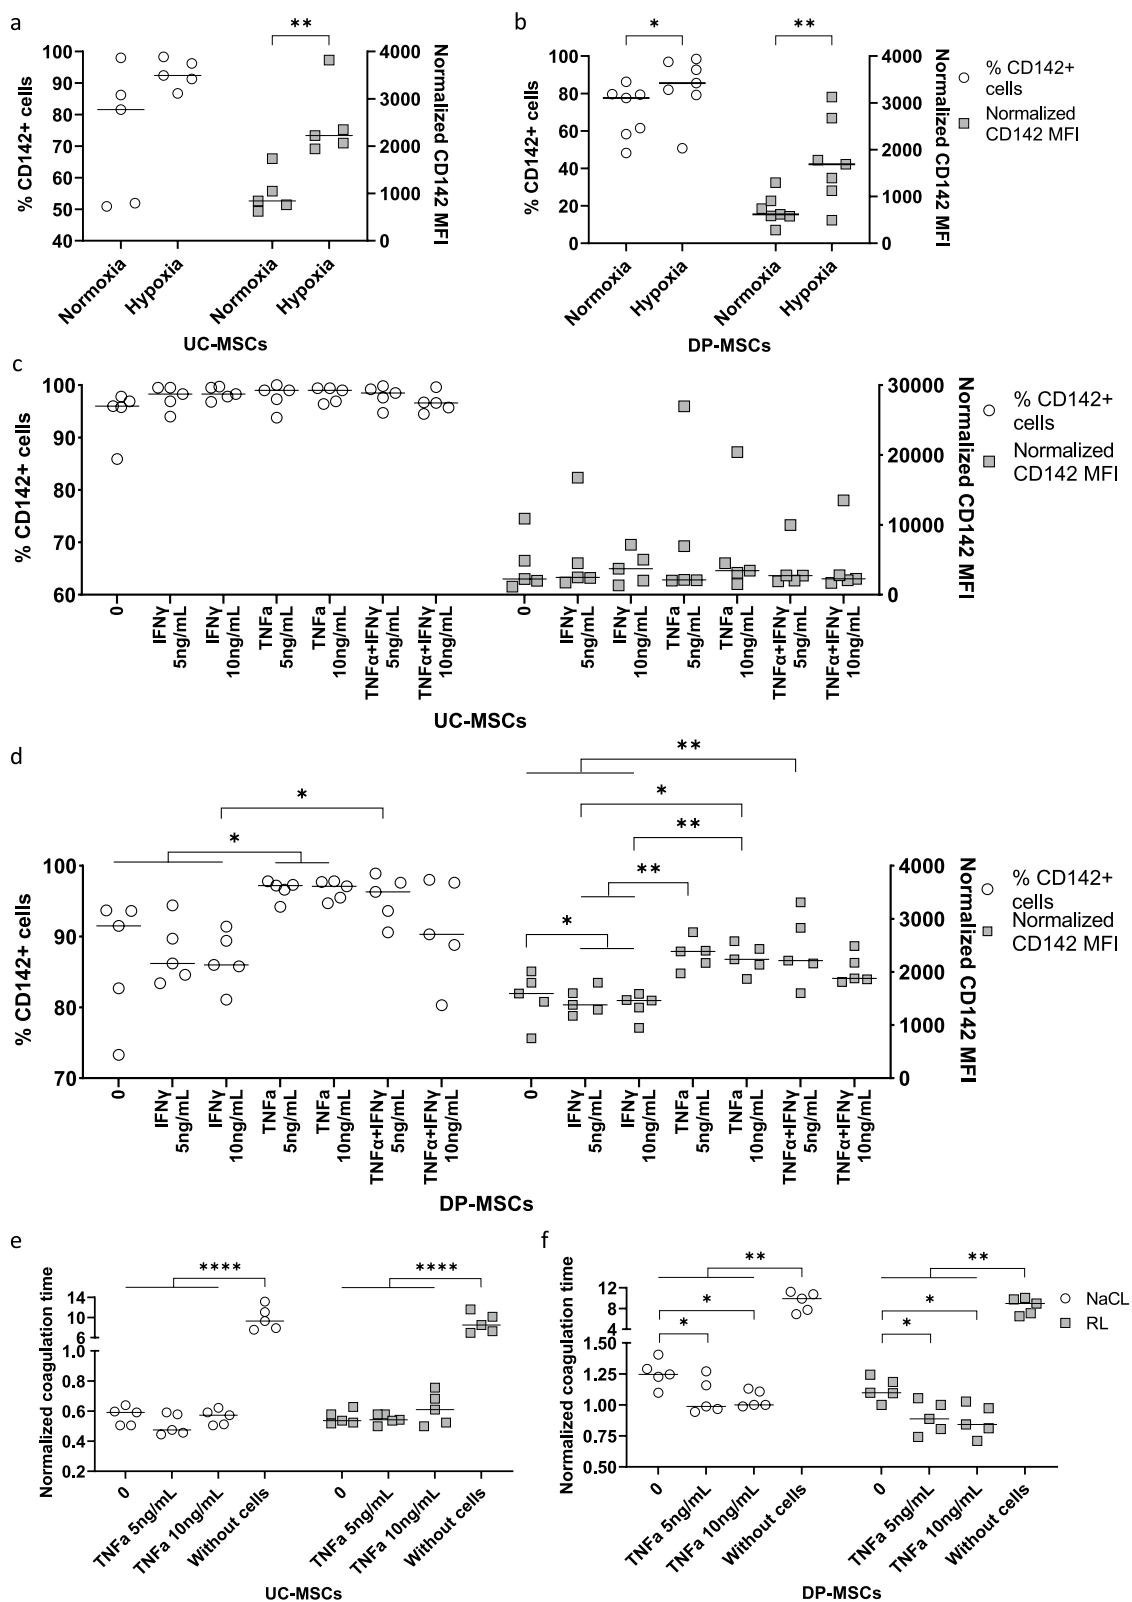 a
**
100
90
80
70
60
50
40
% CD142+ cells
4000
3000
2000
1000
0
Normalized CD142 MFI
Normoxia
Hypoxia
Normoxia
Hypoxia
UC-MSCs
b
*
**
100
80
60
40
20
0
% CD142+ cells
4000
3000
2000
1000
0
Normalized CD142 MFI
Normoxia
Hypoxia
Normoxia
Hypoxia
DP-MSCs
% CD142+
cells
Normalized
CD142 MFI
c
100
90
80
70
60
% CD142+ cells
30000
20000
10000
0
Normalized CD142 MFI
0
IFNγ
5ng/mL
IFNγ
10ng/mL
TNFa
5ng/mL
TNFa
10ng/mL
TNFα+IFNγ
5ng/mL
TNFα+IFNγ
10ng/mL
0
IFNγ
5ng/mL
IFNγ
10ng/mL
TNFa
5ng/mL
TNFa
10ng/mL
TNFα+IFNγ
5ng/mL
TNFα+IFNγ
10ng/mL
UC-MSCs
% CD142+
cells
Normalized
CD142 MFI
d
*
*
**
*
**
**
*
100
90
80
70
% CD142+ cells
4000
3000
2000
1000
0
Normalized CD142 MFI
0
IFNγ
5ng/mL
IFNγ
10ng/mL
TNFa
5ng/mL
TNFa
10ng/mL
TNFα+IFNγ
5ng/mL
TNFα+IFNγ
10ng/mL
0
IFNγ
5ng/mL
IFNγ
10ng/mL
TNFa
5ng/mL
TNFa
10ng/mL
TNFα+IFNγ
5ng/mL
TNFα+IFNγ
10ng/mL
DP-MSCs
% CD142+
cells
Normalized
CD142 MFI
e
****
****
14
10
6
1.0
0.8
0.6
0.4
0.2
Normalized coagulation time
0
TNFa 5ng/mL
TNFa 10ng/mL
Without cells
0
TNFa 5ng/mL
TNFa 10ng/mL
Without cells
UC-MSCs
f
**
*
*
**
*
*
12
8
4
1.50
1.25
1.00
0.75
0.50
Normalized coagulation time
0
TNFa 5ng/mL
TNFa 10ng/mL
Without cells
0
TNFa 5ng/mL
TNFa 10ng/mL
Without cells
DP-MSCs
NaCL
RL